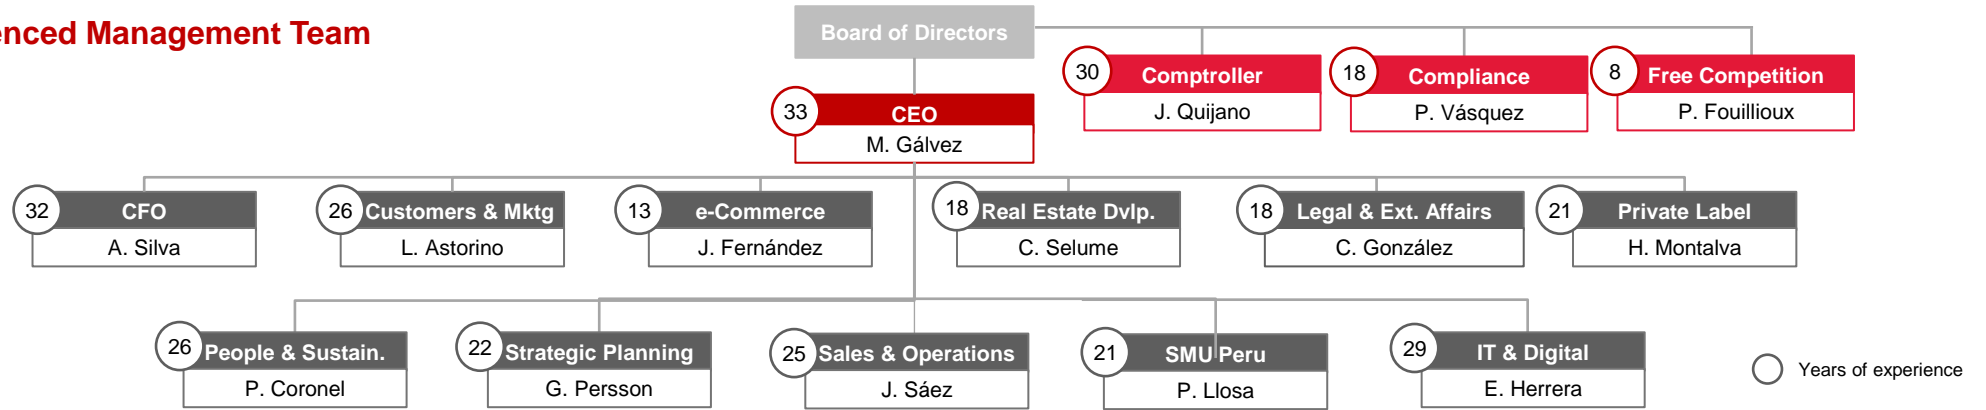 enced Management Team
Board of Directors
30 Comptroller
J. Quijano
18 Compliance
P. Vásquez
8 Free Competition
P. Fouillioux
33 CEO
M. Gálvez
32 CFO
A. Silva
26 Customers & Mktg
L. Astorino
13 e-Commerce
J. Fernández
18 Real Estate Dvlp.
C. Selume
18 Legal & Ext. Affairs
C. González
21 Private Label
H. Montalva
26 People & Sustain.
P. Coronel
22 Strategic Planning
G. Persson
25 Sales & Operations
J. Sáez
21 SMU Peru
P. Llosa
29 IT & Digital
E. Herrera
Years of experience